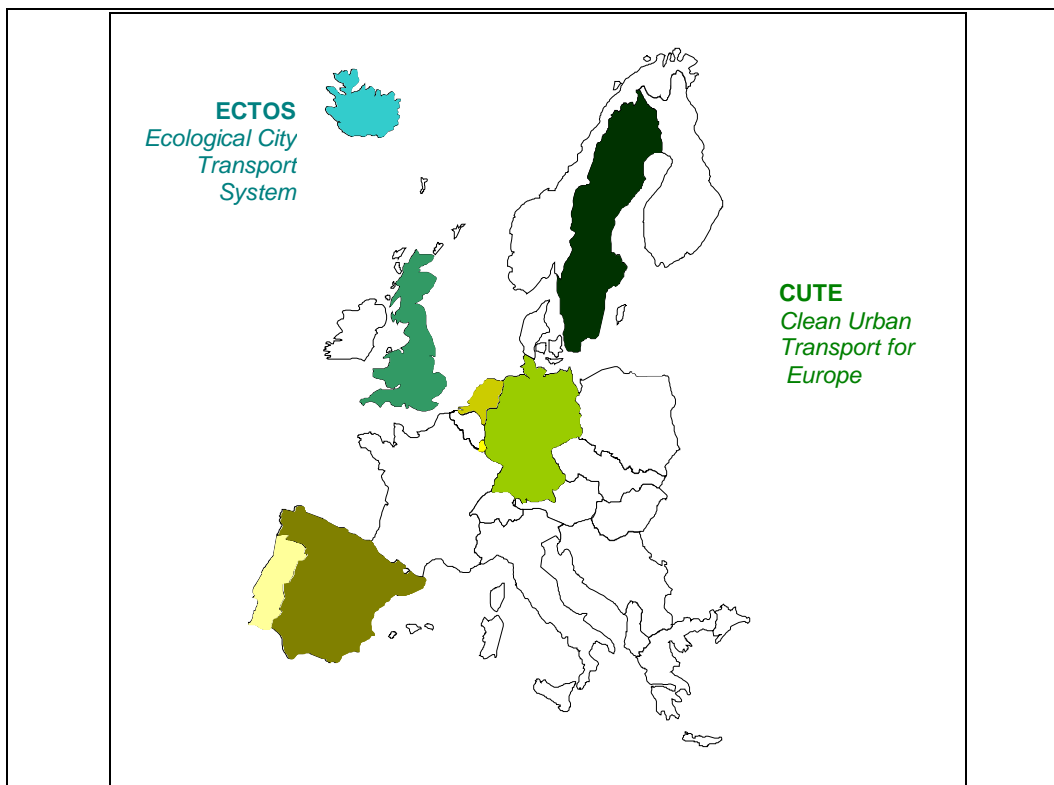 ECTOS
Ecological City
Transport
System
CUTE
Clean Urban
Transport for
Europe